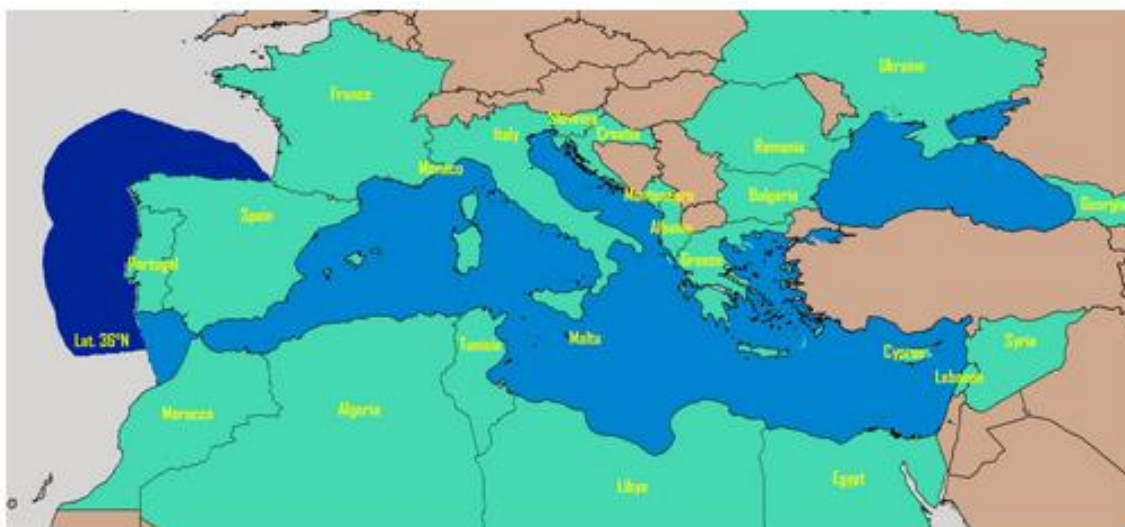 Ukraine
France
Slovenia
Italy
Croatia
Romania
Monaco
Montenegro
Bulgaria
Georgia
Spain
Albania
Portugal
Greece
Lat. 36°N
Malta
Tunisia
Cyprus
Syria
Lebanon
Morocco
Algeria
Libya
Egypt